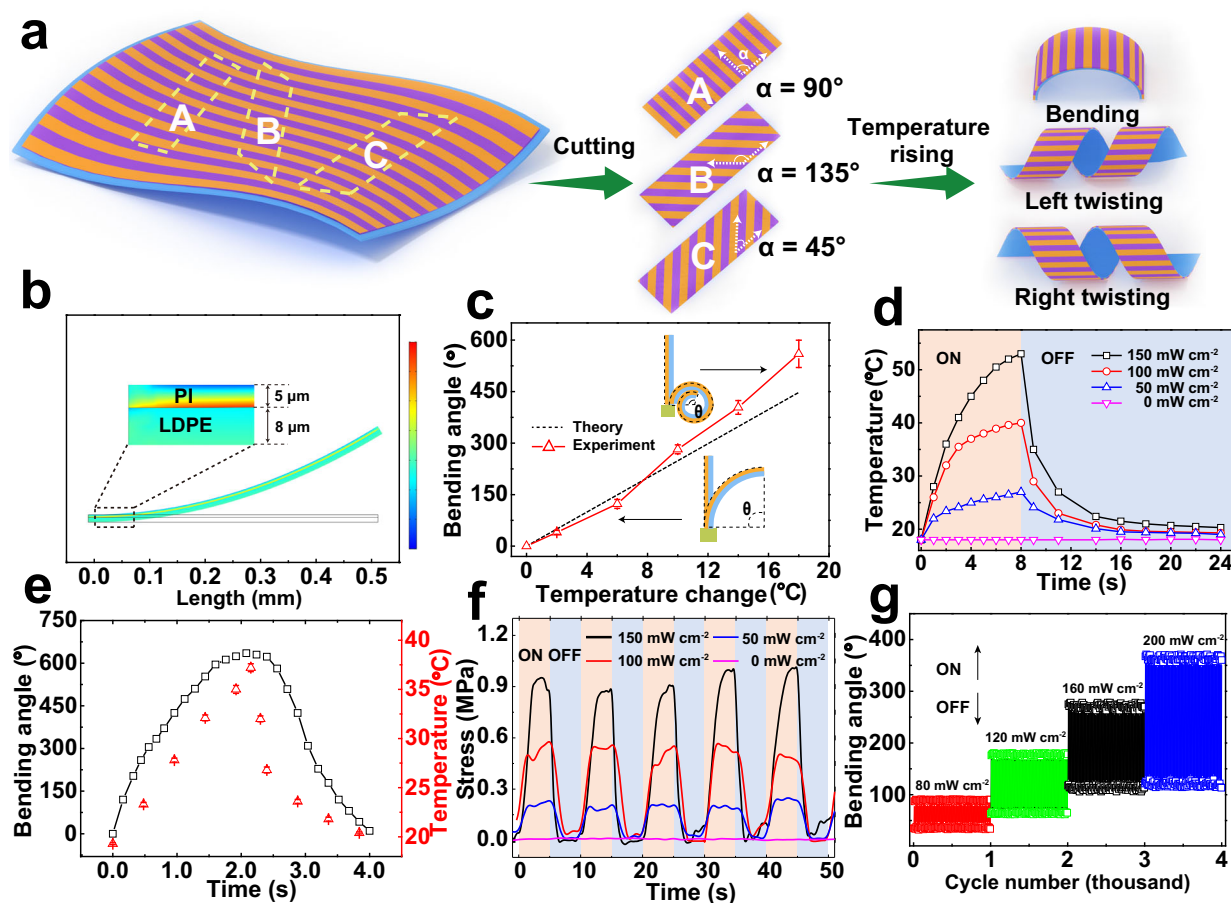 a
A
B
C
Cutting
A
α
α = 90°
B
α = 135°
C
α = 45°
Temperature
rising
Bending
Left twisting
Right twisting
b
PI
LDPE
5 μm
8 μm
0.0 0.1 0.2 0.3 0.4 0.5
Length (mm)
c
Bending angle (°)
600
450
300
150
0
Theory
Experiment
θ
θ
0 4 8 12 16 20
Temperature change(°C)
d
Temperature(°C)
50
40
30
20
ON OFF
150 mW cm-2
100 mW cm-2
50 mW cm-2
0 mW cm-2
0 4 8 12 16 20 24
Time (s)
e
Bending angle (°)
750
600
450
300
150
0
40
35
30
25
20
Temperature(°C)
0.0 1.0 2.0 3.0 4.0
Time (s)
f
Stress (MPa)
1.2
0.9
0.6
0.3
0.0
150 mW cm-2
50 mW cm-2
100 mW cm-2
0 mW cm-2
ON OFF
0 10 20 30 40 50
Time (s)
g
Bending angle (°)
400
300
200
100
ON
OFF
80 mW cm-2
120 mW cm-2
160 mW cm-2
200 mW cm-2
0 1 2 3 4
Cycle number (thousand)